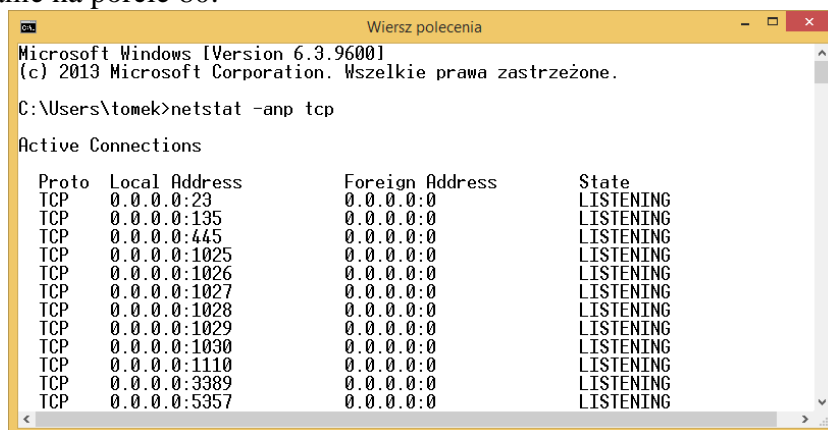 na porcie 80.
Wiersz polecenia
Microsoft Windows [Version 6.3.9600]
(c) 2013 Microsoft Corporation. Wszelkie prawa zastrzeżone.
C:\Users\tomek>netstat -anp tcp
Active Connections
Proto Local Address Foreign Address State
TCP 0.0.0.0:23 0.0.0.0:0 LISTENING
TCP 0.0.0.0:135 0.0.0.0:0 LISTENING
TCP 0.0.0.0:445 0.0.0.0:0 LISTENING
TCP 0.0.0.0:1025 0.0.0.0:0 LISTENING
TCP 0.0.0.0:1026 0.0.0.0:0 LISTENING
TCP 0.0.0.0:1027 0.0.0.0:0 LISTENING
TCP 0.0.0.0:1028 0.0.0.0:0 LISTENING
TCP 0.0.0.0:1029 0.0.0.0:0 LISTENING
TCP 0.0.0.0:1030 0.0.0.0:0 LISTENING
TCP 0.0.0.0:1110 0.0.0.0:0 LISTENING
TCP 0.0.0.0:3389 0.0.0.0:0 LISTENING
TCP 0.0.0.0:5357 0.0.0.0:0 LISTENING